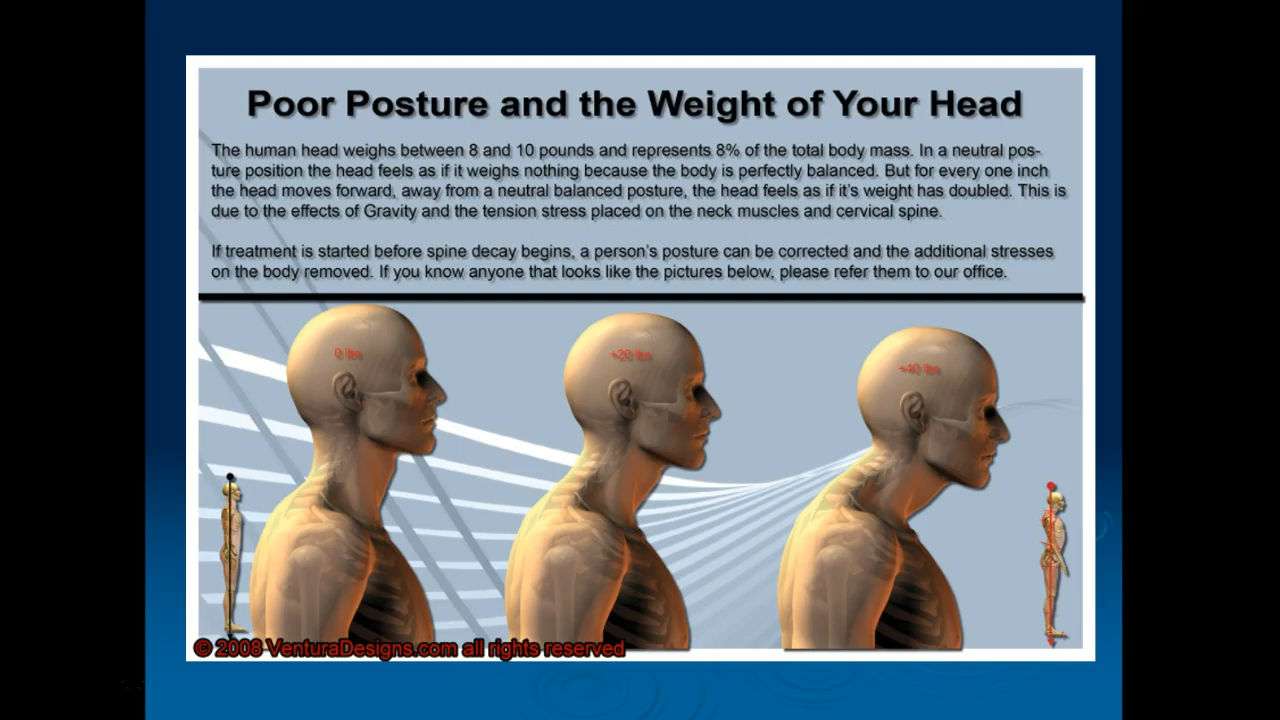 Poor Posture and the Weight of Your Head
The human head weighs between 8 and 10 pounds and represents 8% of the total body mass. In a neutral pos-
ture position the head feels as if it weighs nothing because the body is perfectly balanced. But for every one inch
the head moves forward, away from a neutral balanced posture, the head feels as if it's weight has doubled. This is
due to the effects of Gravity and the tension stress placed on the neck muscles and cervical spine.
If treatment is started before spine decay begins, a person's posture can be corrected and the additional stresses
on the body removed. If you know anyone that looks like the pictures below, please refer them to our office.
0 lbs
+20 lbs
+40 lbs
© 2008 VenturaDesigns.com all rights reserved